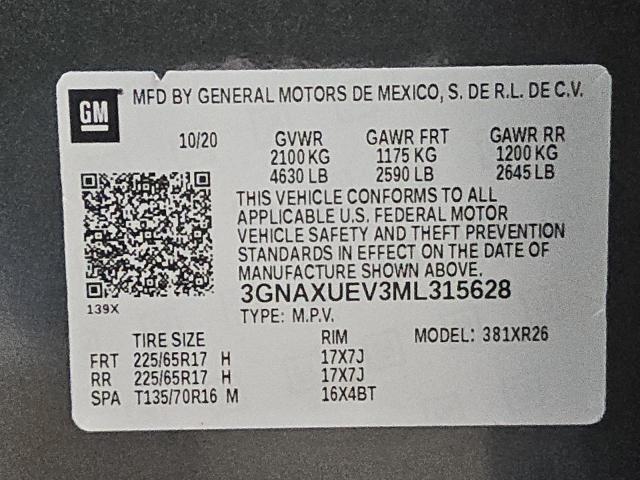 GM MFD BY GENERAL MOTORS DE MEXICO, S. DE R.L. DE C.V.
10/20 GVWR GAWR FRT GAWR RR
2100 KG 1175 KG 1200 KG
4630 LB 2590 LB 2645 LB
THIS VEHICLE CONFORMS TO ALL
APPLICABLE U.S. FEDERAL MOTOR
VEHICLE SAFETY AND THEFT PREVENTION
STANDARDS IN EFFECT ON THE DATE OF
MANUFACTURE SHOWN ABOVE.
3GNAXUEV3ML315628
139X
TYPE: M.P.V.
TIRE SIZE RIM MODEL: 381XR26
FRT 225/65R17 H 17X7J
RR 225/65R17 H 17X7J
SPA T135/70R16 M 16X4BT